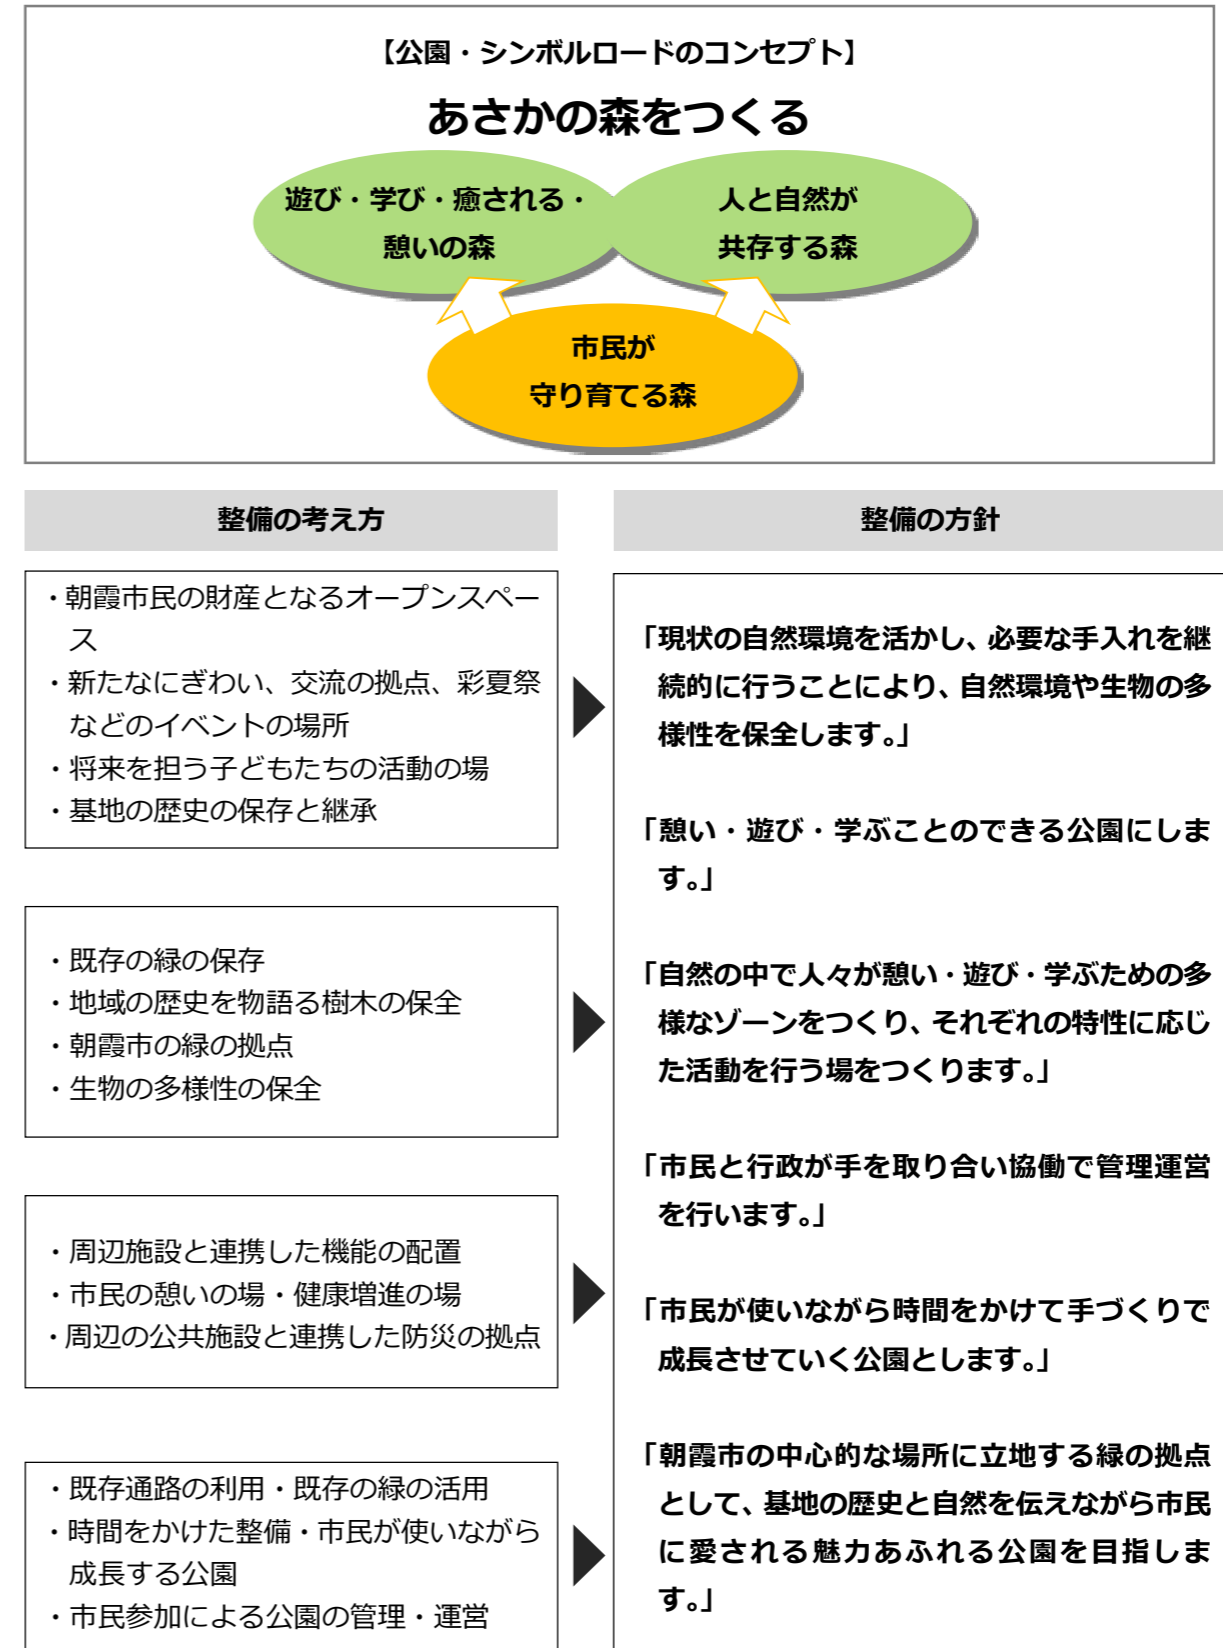 【公園・シンボルロードのコンセプト】
あさかの森をつくる
遊び・学び・癒される・
憩いの森
人と自然が
共存する森
市民が
守り育てる森
整備の考え方
・朝霞市民の財産となるオープンスペー
ス
・新たなにぎわい、交流の拠点、彩夏祭
などのイベントの場所
・将来を担う子どもたちの活動の場
・基地の歴史の保存と継承
・既存の緑の保存
・地域の歴史を物語る樹木の保全
・朝霞市の緑の拠点
・生物の多様性の保全
・周辺施設と連携した機能の配置
・市民の憩いの場・健康増進の場
・周辺の公共施設と連携した防災の拠点
・既存通路の利用・既存の緑の活用
・時間をかけた整備・市民が使いながら
成長する公園
・市民参加による公園の管理・運営
整備の方針
「現状の自然環境を活かし、必要な手入れを継
続的に行うことにより、自然環境や生物の多
様性を保全します。」
「憩い・遊び・学ぶことのできる公園にしま
す。」
「自然の中で人々が憩い・遊び・学ぶための多
様なゾーンをつくり、それぞれの特性に応じ
た活動を行う場をつくります。」
「市民と行政が手を取り合い協働で管理運営
を行います。」
「市民が使いながら時間をかけて手づくりで
成長させていく公園とします。」
「朝霞市の中心的な場所に立地する緑の拠点
として、基地の歴史と自然を伝えながら市民
に愛される魅力あふれる公園を目指しま
す。」